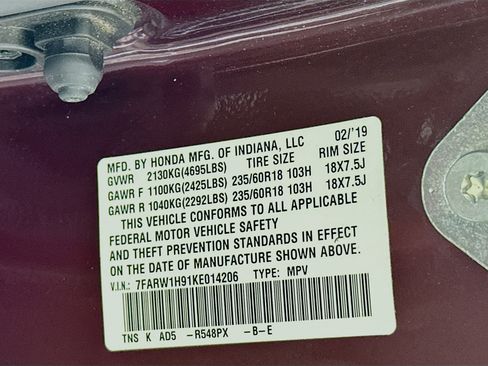 MFD. BY HONDA MFG. OF INDIANA, LLC 02/'19
GVWR 2130KG(4695LBS) TIRE SIZE RIM SIZE
GAWR F 1100KG(2425LBS) 235/60R18 103H 18X7.5J
GAWR R 1040KG(2292LBS) 235/60R18 103H 18X7.5J
THIS VEHICLE CONFORMS TO ALL APPLICABLE
FEDERAL MOTOR VEHICLE SAFETY
AND THEFT PREVENTION STANDARDS IN EFFECT
ON THE DATE OF MANUFACTURE SHOWN ABOVE.
V.I.N.: 7FARW1H91KE014206 TYPE: MPV
TNS K AD5 -R548PX -B-E